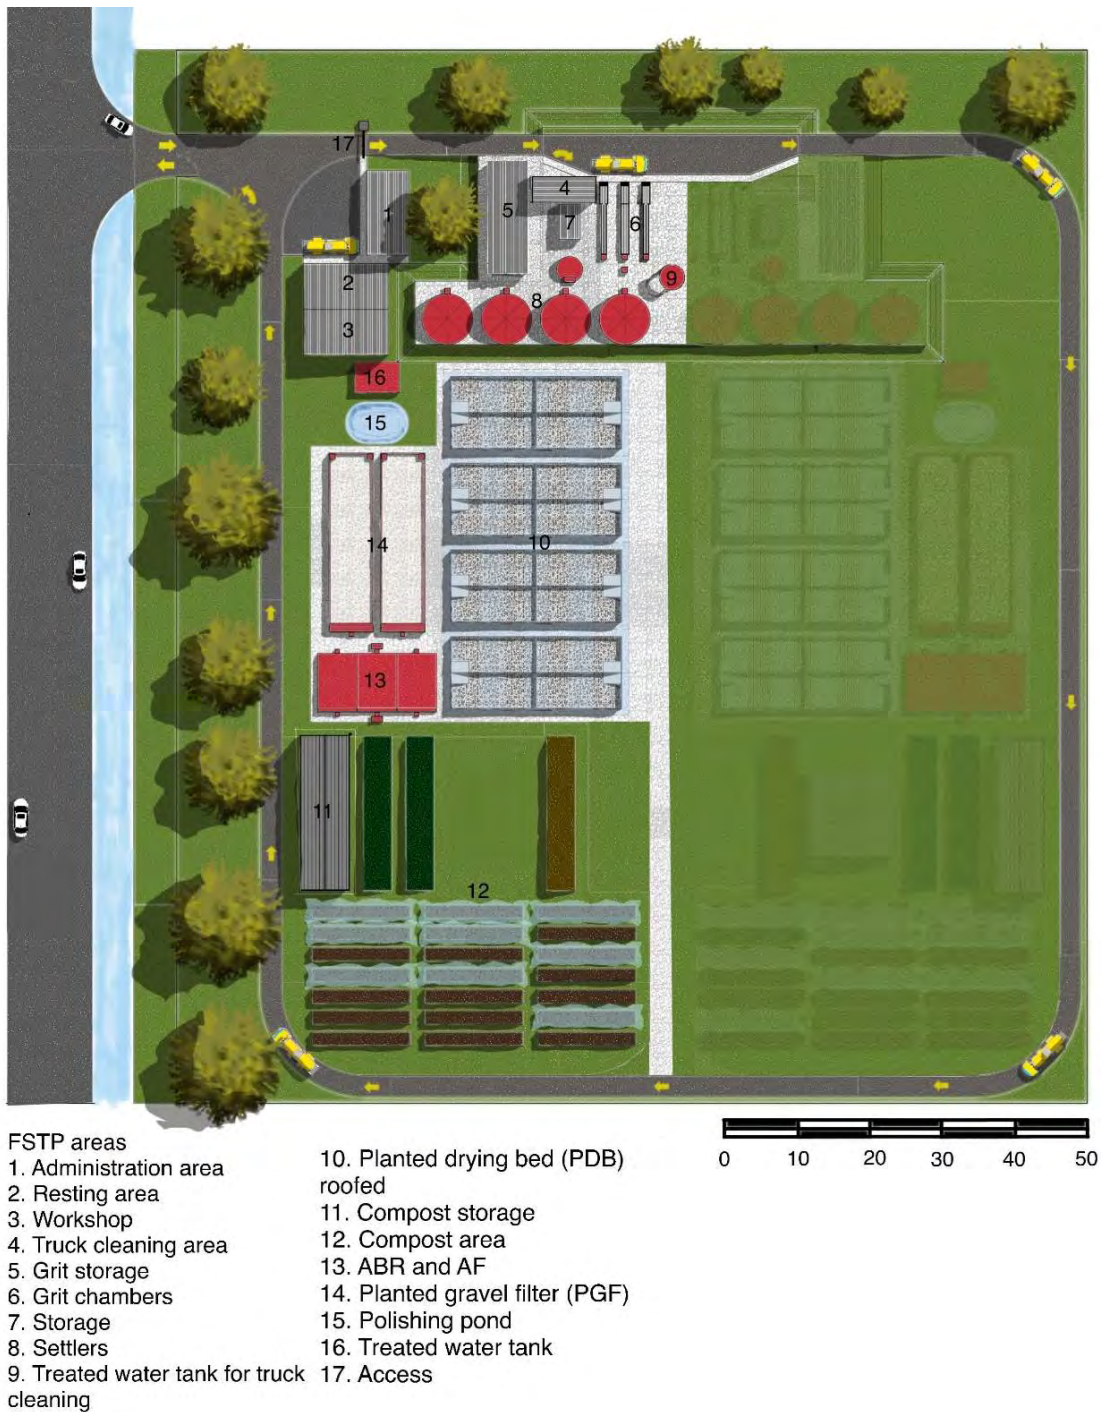 17
1
5
4
7
6
2
9
8
3
16
15
14
10
13
11
12
FSTP areas
1. Administration area
2. Resting area
3. Workshop
4. Truck cleaning area
5. Grit storage
6. Grit chambers
7. Storage
8. Settlers
9. Treated water tank for truck
cleaning
10. Planted drying bed (PDB)
roofed
11. Compost storage
12. Compost area
13. ABR and AF
14. Planted gravel filter (PGF)
15. Polishing pond
16. Treated water tank
17. Access
0 10 20 30 40 50